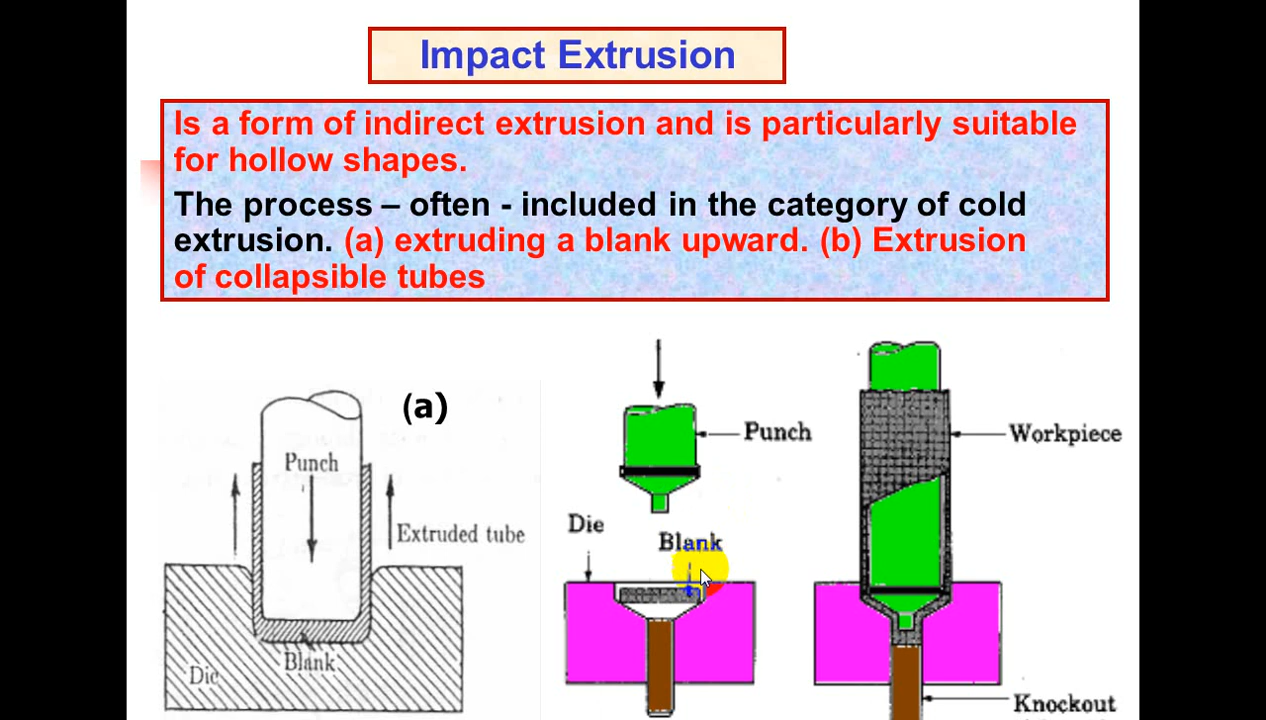 Impact Extrusion
Is a form of indirect extrusion and is particularly suitable
for hollow shapes.
The process – often - included in the category of cold
extrusion. (a) extruding a blank upward. (b) Extrusion
of collapsible tubes
(a)
Punch
Extruded tube
Blank
Die
Punch
Die
Blank
Workpiece
Knockout